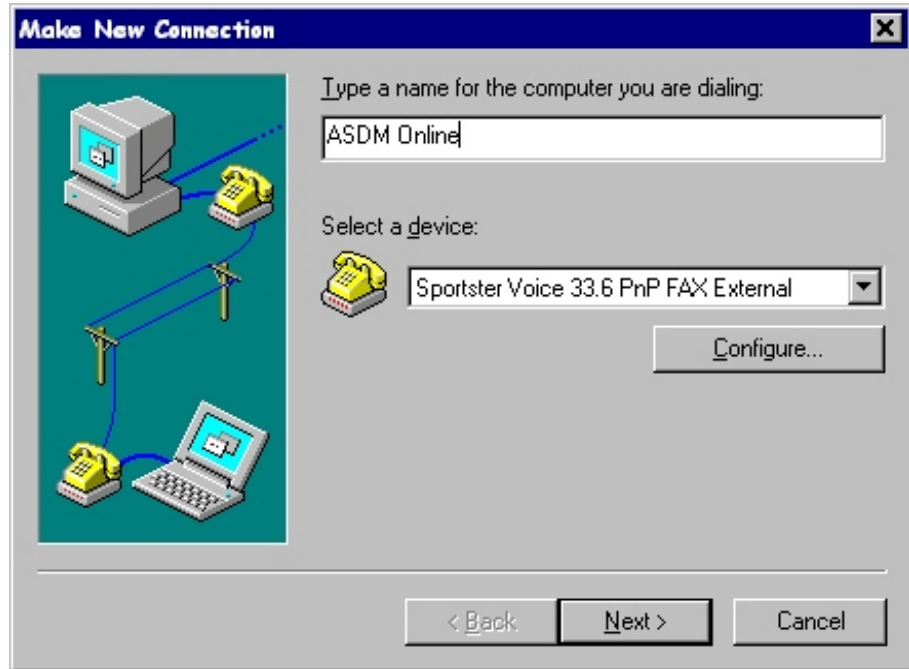 Make New Connection
Type a name for the computer you are dialing:
ASDM Online
Select a device:
Sportster Voice 33.6 PnP FAX External
Configure...
< Back
Next >
Cancel